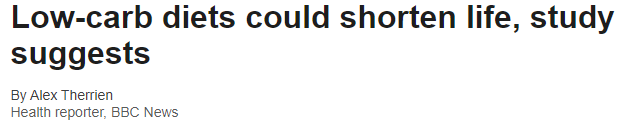 Low-carb diets could shorten life, study
suggests
By Alex Therrien
Health reporter, BBC News